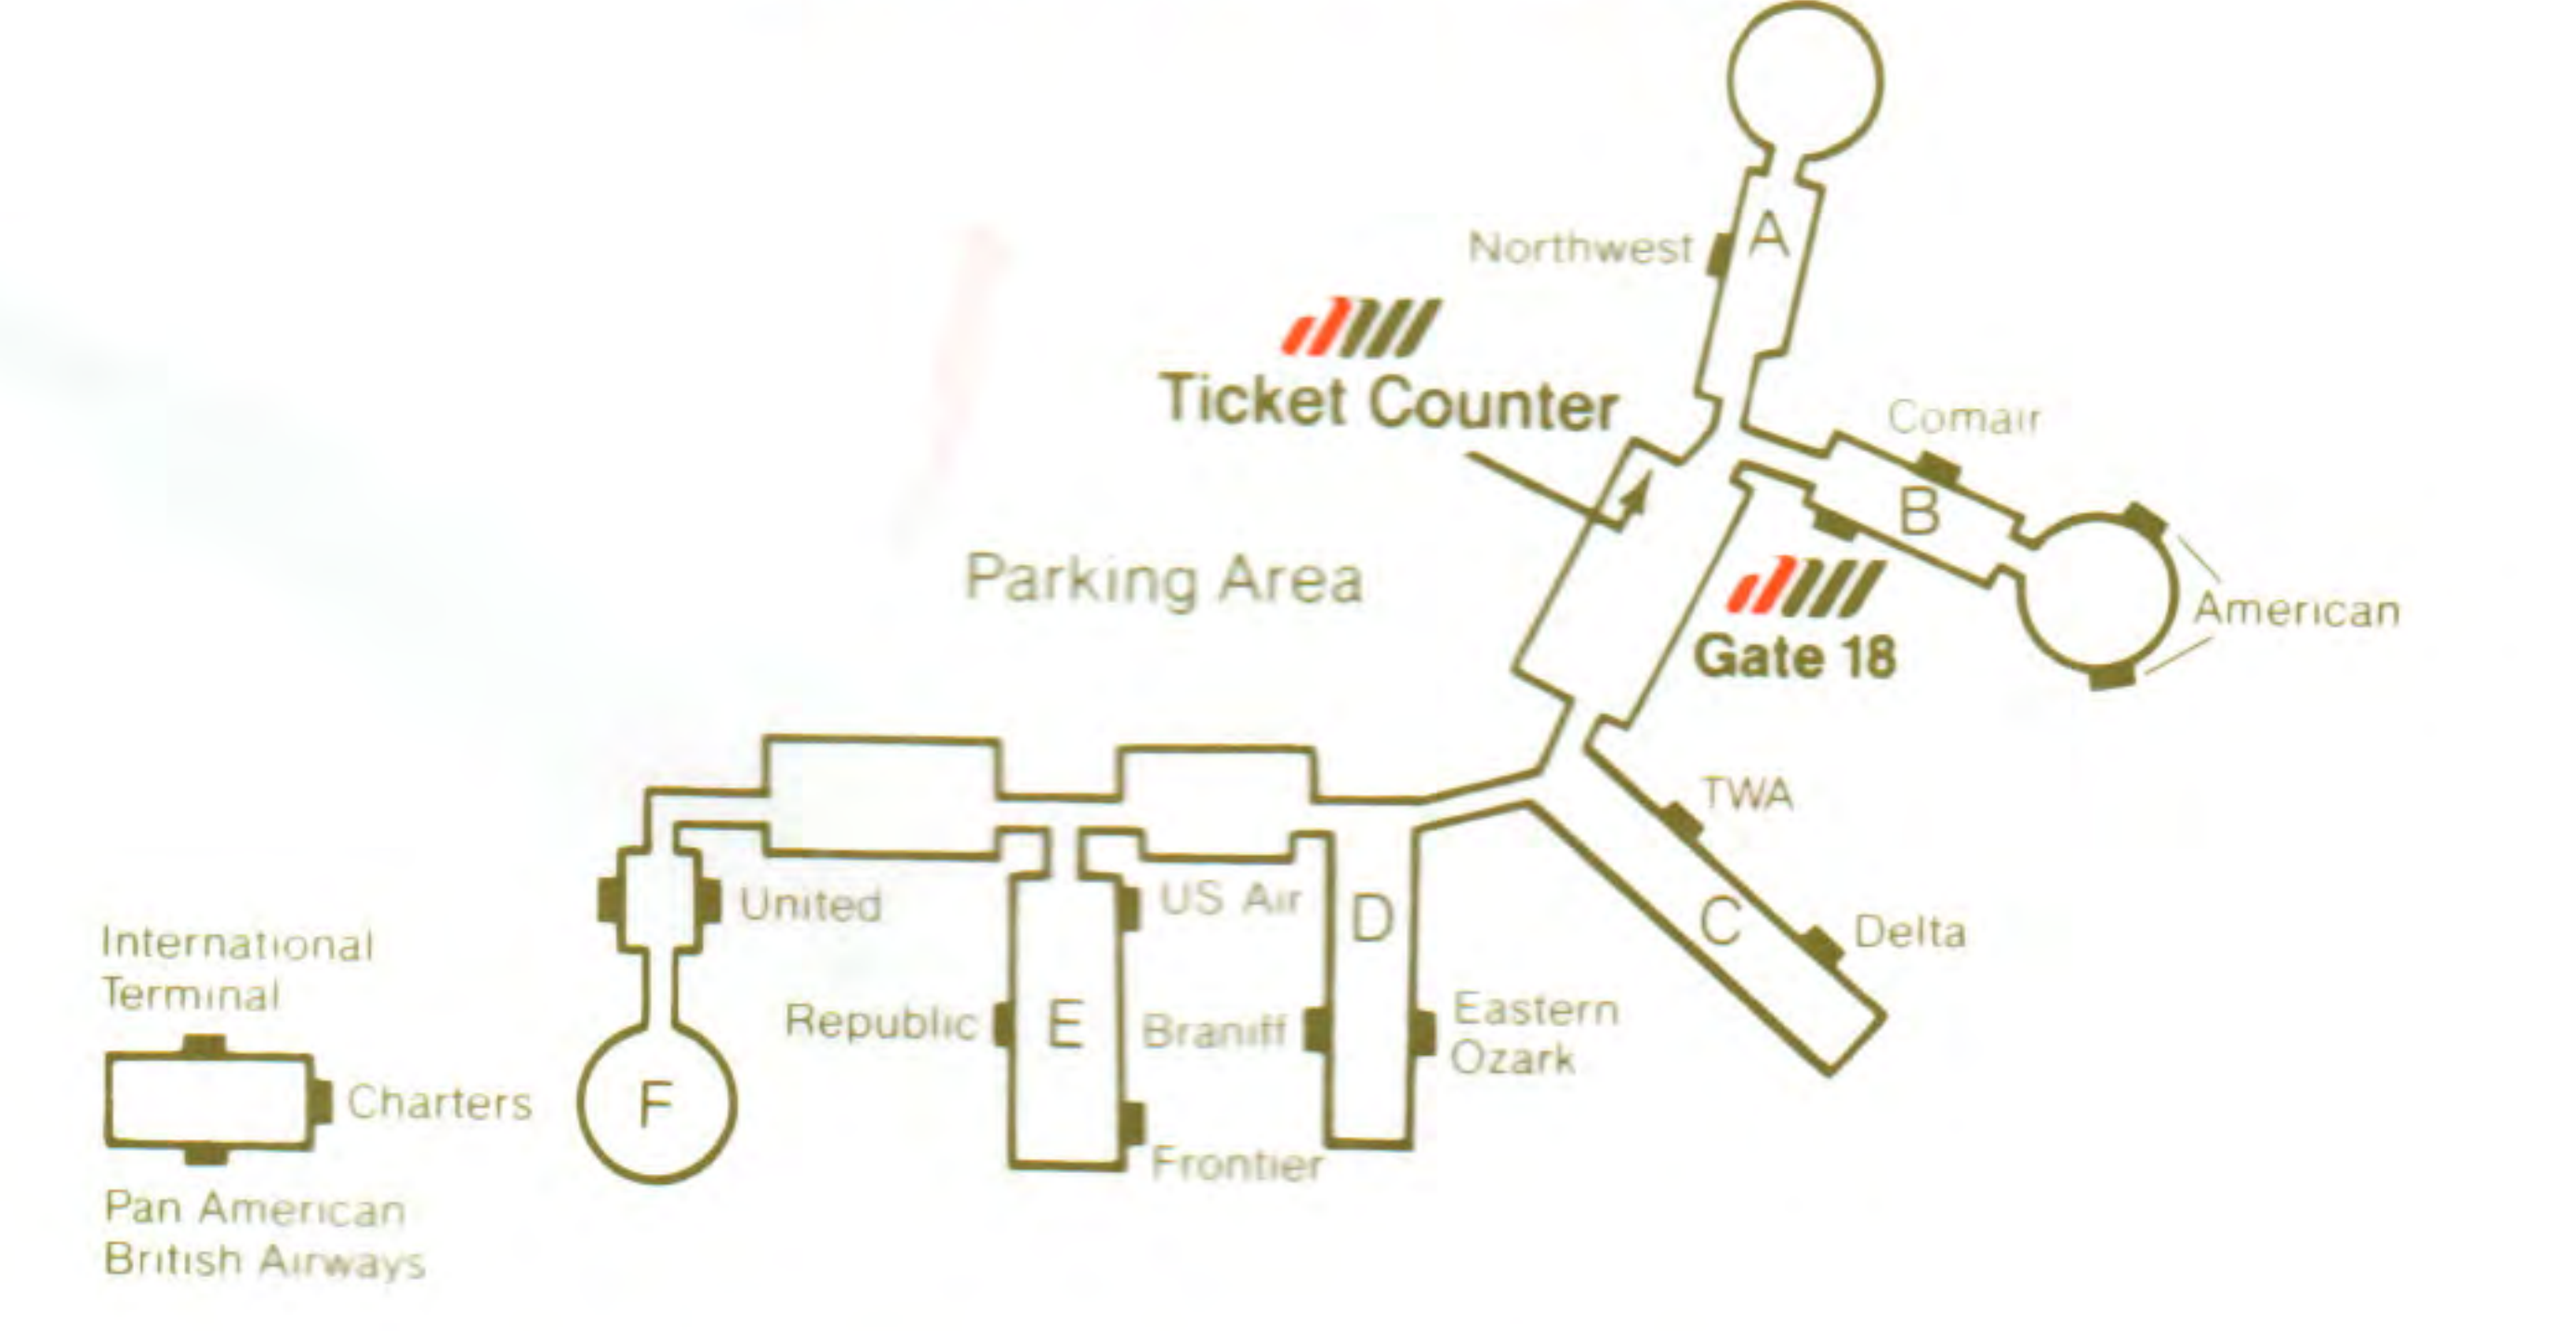 A
Northwest
Ticket Counter
Comair
B
Parking Area
American
Gate 18
TWA
United
US Air
D
C
Delta
International
Terminal
Republic
E
Braniff
Eastern
Ozark
Charters
F
Frontier
Pan American
British Airways